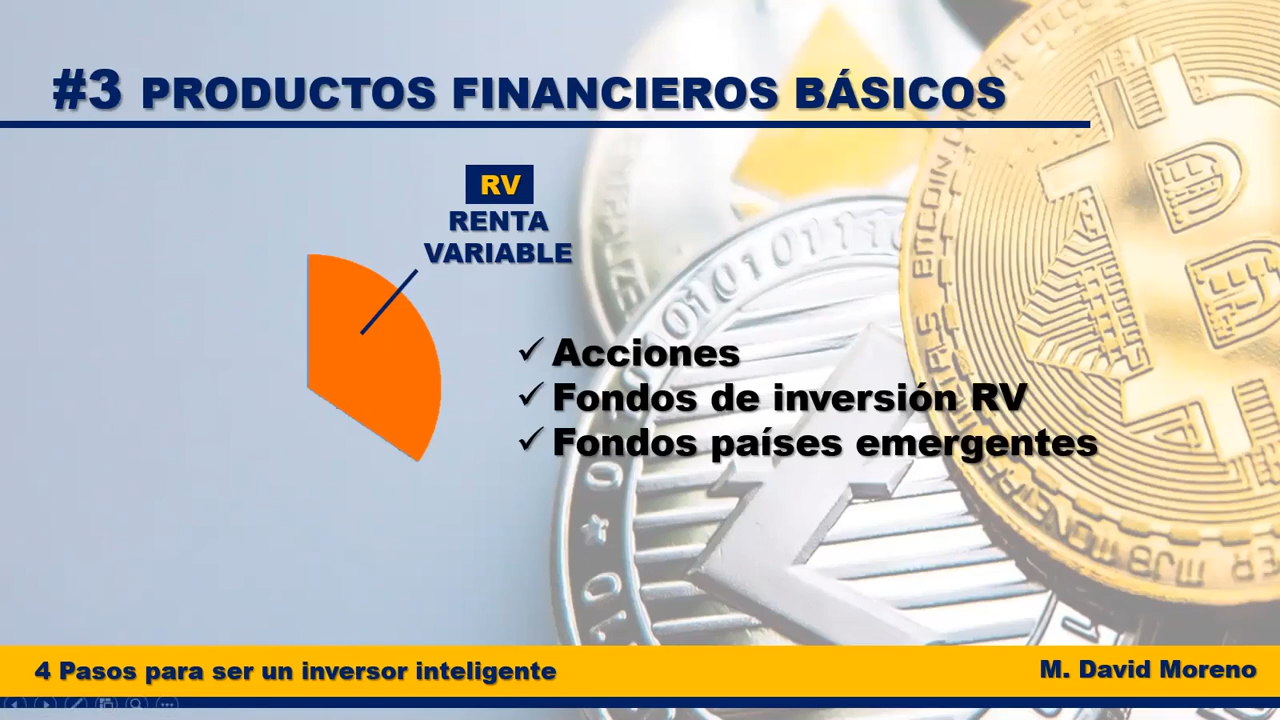 #3 PRODUCTOS FINANCIEROS BÁSICOS
RV
RENTA
VARIABLE
Acciones
Fondos de inversión RV
Fondos países emergentes
4 Pasos para ser un inversor inteligente
M. David Moreno